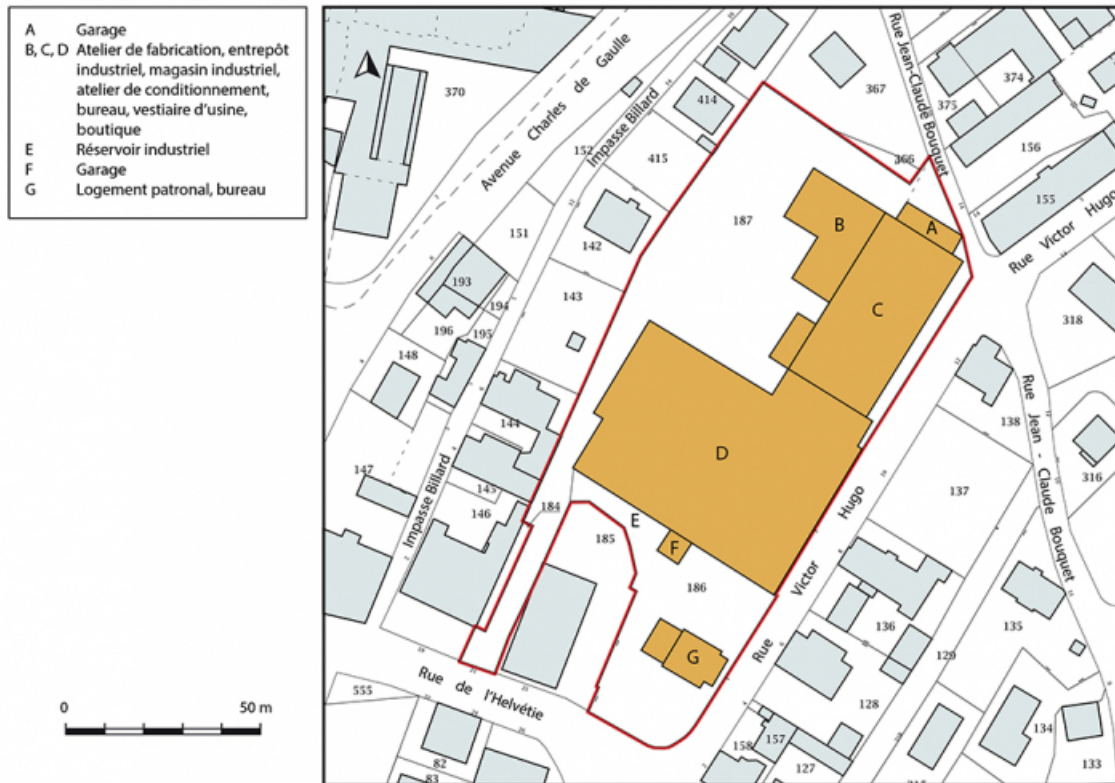 A Garage
B, C, D Atelier de fabrication, entrepôt
industriel, magasin industriel,
atelier de conditionnement,
bureau, vestiaire d'usine,
boutique
E Réservoir industriel
F Garage
G Logement patronal, bureau
0 50 m
370
Avenue Charles de Gaulle
Impasse Billard
414
415
152
151
142
143
193
194
195
196
148
144
147
145
146
Impasse Billard
184
185
186
187
367
366
Rue Jean-Claude Bouquet
375
374
156
155
Rue Victor Hugo
318
A
B
C
D
E
F
G
138
137
Rue Jean - Claude Bouquet
316
Rue Victor Hugo
136
135
129
128
134
133
158
157
127
Rue de l'Helvétie
555
82
83